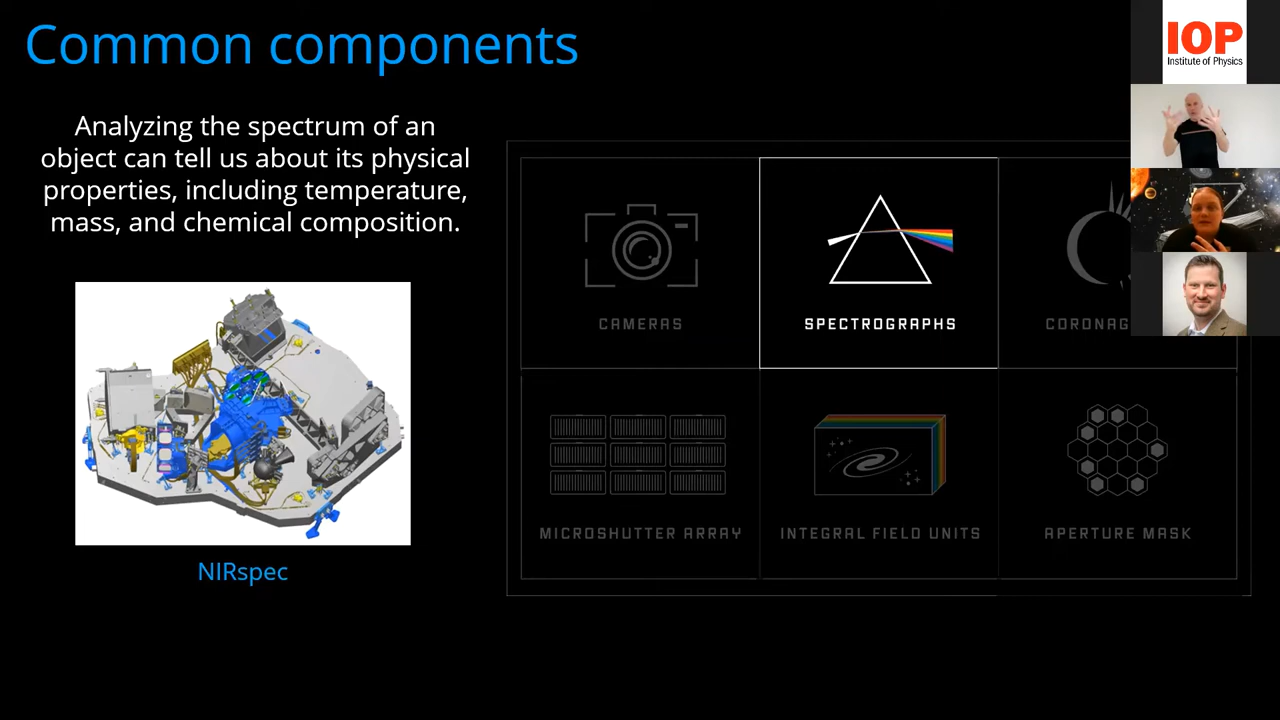 Common components
IOP
Institute of Physics
Analyzing the spectrum of an
object can tell us about its physical
properties, including temperature,
mass, and chemical composition.
CAMERAS
SPECTROGRAPHS
CORONAG
MICROSHUTTER ARRAY
INTEGRAL FIELD UNITS
APERTURE MASK
NIRspec